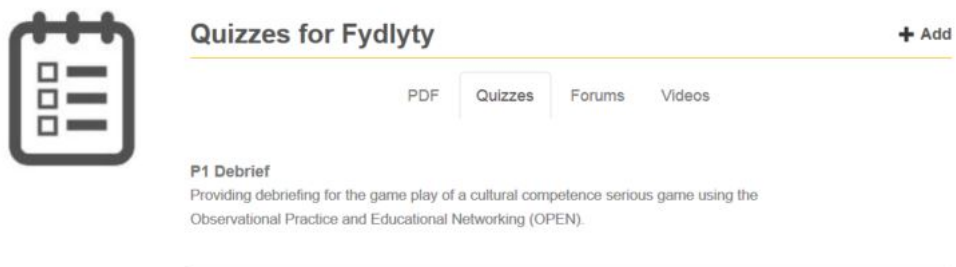 Quizzes for Fydlyty
+ Add
PDF Quizzes Forums Videos
P1 Debrief
Providing debriefing for the game play of a cultural competence serious game using the
Observational Practice and Educational Networking (OPEN).